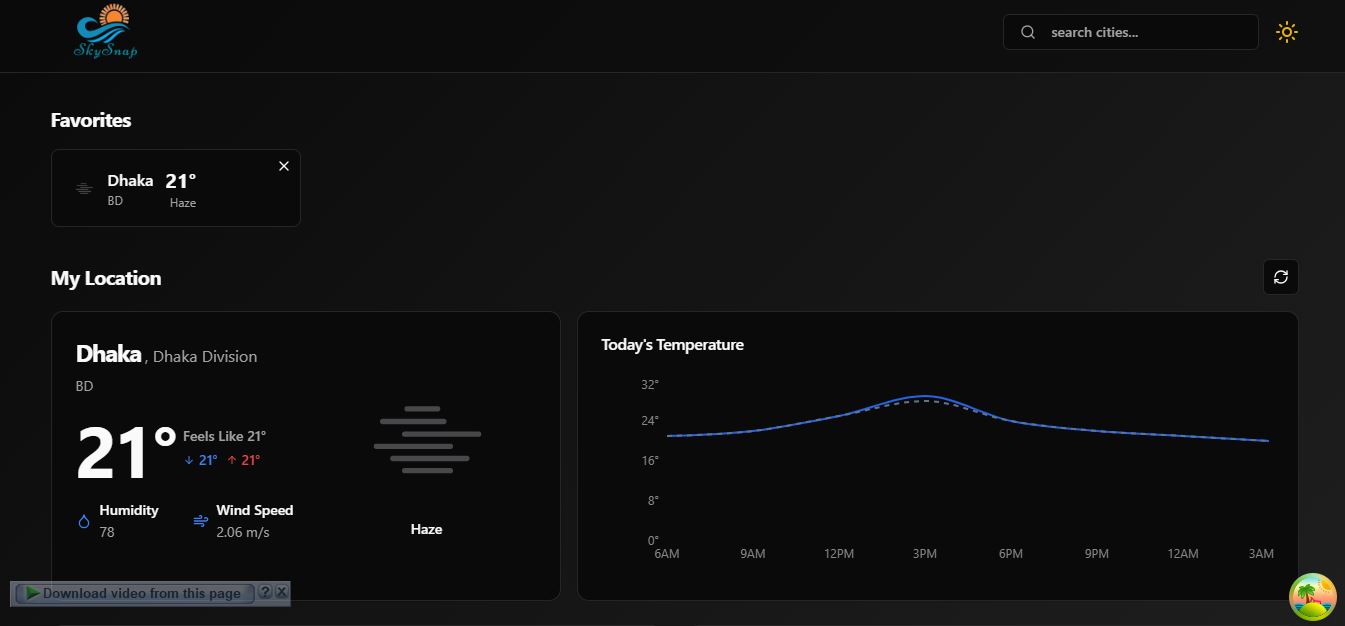 SkySnap
search cities...
Favorites
Dhaka 21°
BD Haze
My Location
Dhaka , Dhaka Division
BD
21° Feels Like 21°
↓ 21° ↑ 21°
Humidity Wind Speed
78 2.06 m/s
Haze
Today's Temperature
32°
24°
16°
8°
0°
6AM 9AM 12PM 3PM 6PM 9PM 12AM 3AM
Download video from this page ? X